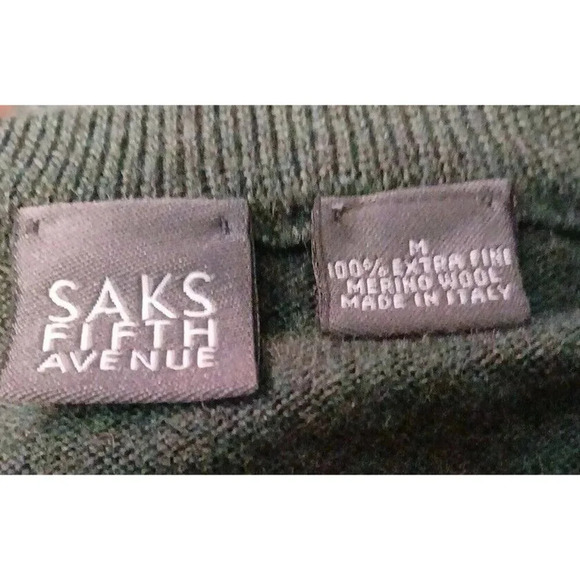 SAKS
FIFTH
AVENUE
M
100% EXTRA FINE
MERINO WOOL
MADE IN ITALY